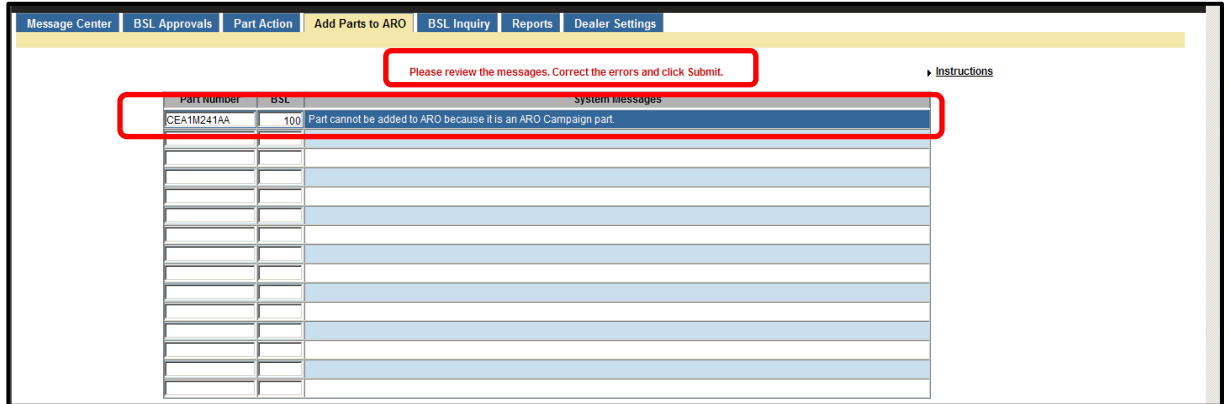 Message Center BSL Approvals Part Action Add Parts to ARO BSL Inquiry Reports Dealer Settings
Please review the messages. Correct the errors and click Submit.
Instructions
Part Number BSL System Messages
CEA1M241AA 100 Part cannot be added to ARO because it is an ARO Campaign part.